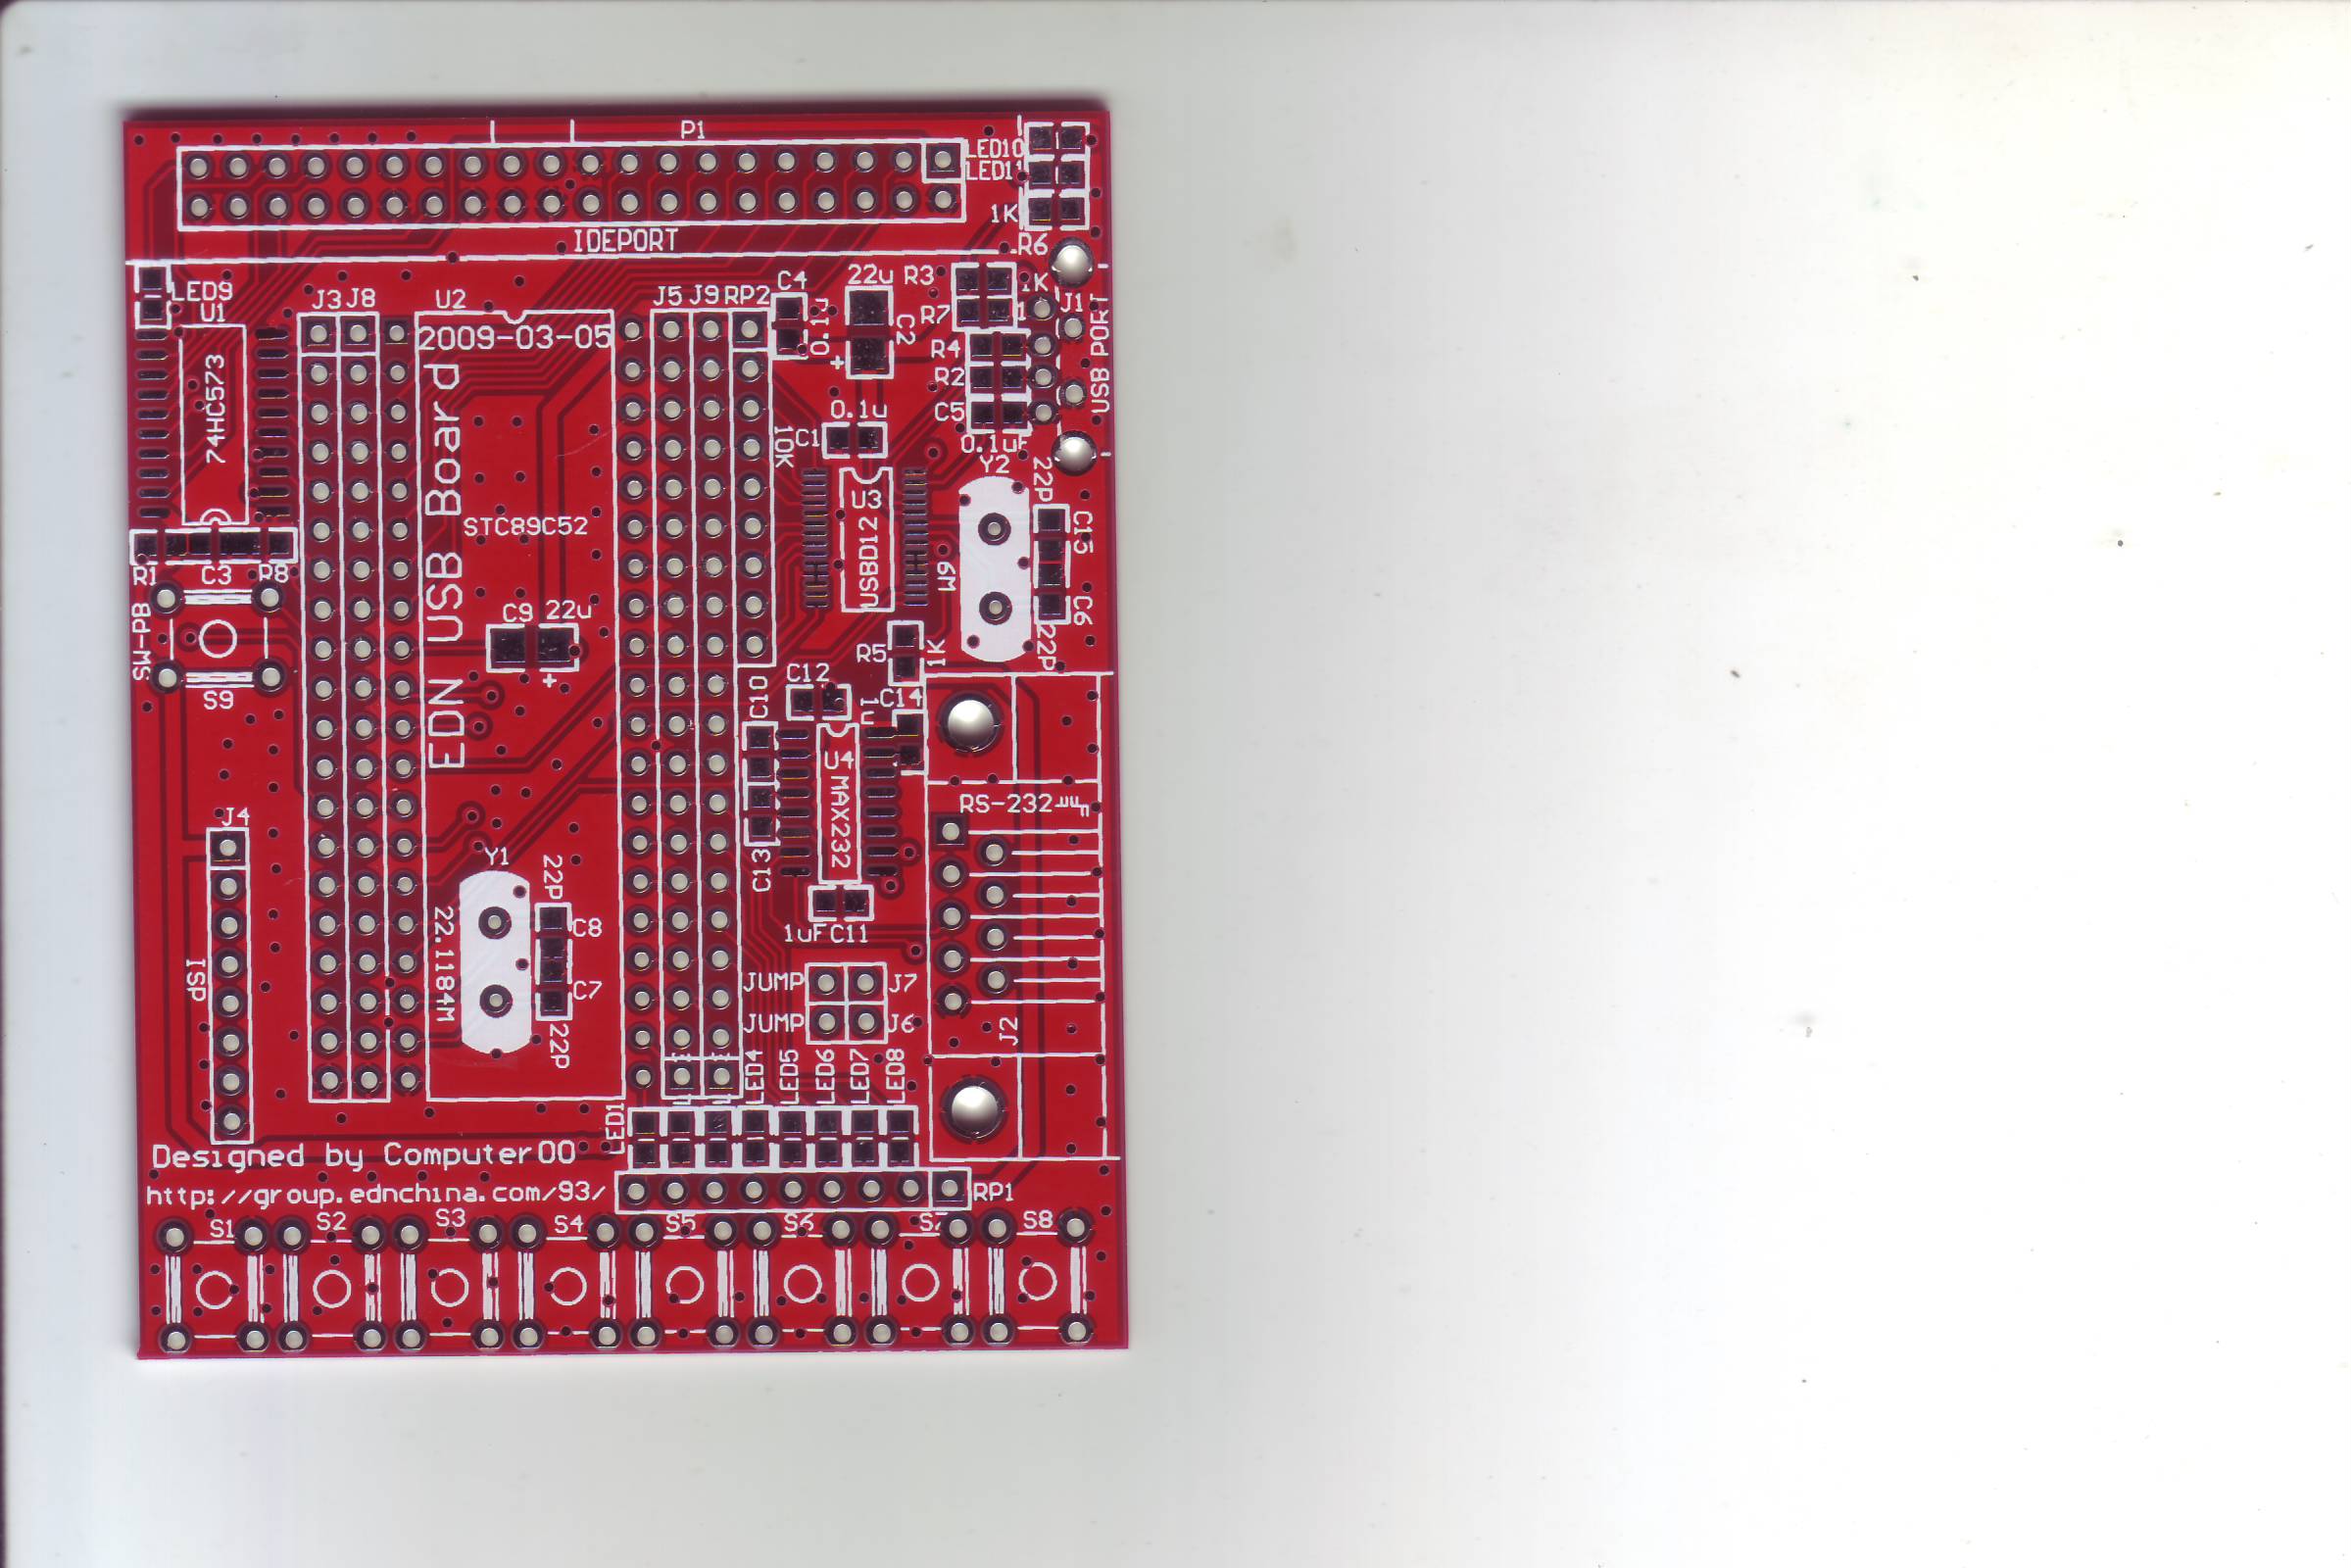 P1
LED10
LED11
1K
IDEPORT
R6
LED9
U1
74HC573
J3 J8
U2
2009-03-05
J5 J9 RP2
C4
0.1u
22u
C2
+
R3
1K
R7
J1
USB PORT
R4
R2
C5
0.1uF
0.1u
C1
10K
EDN USB Board
STC89C52
U3
USBD12
Y2
6M
22P
C15
C6
22P
R1 C3 R8
SW-PB
S9
C9 22u
+
R5
1K
C12
C10
C14
1u
U4
MAX232
C13
RS-232
J4
ISP
Y1
22.1184M
22P
C8
C7
22P
1uF C11
JUMP J7
JUMP J6
J2
LED1
LED4
LED5
LED6
LED7
LED8
Designed by Computer00
http://group.ednchina.com/93/
RP1
S1 S2 S3 S4 S5 S6 S7 S8